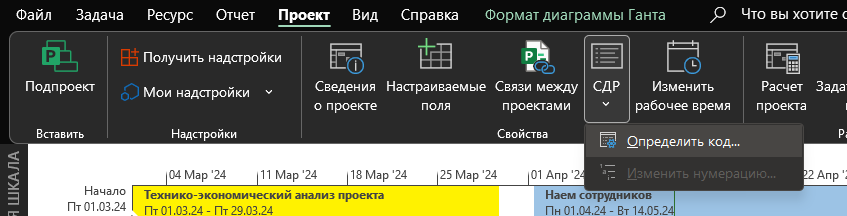 Файл Задача Ресурс Отчет Проект Вид Справка Формат диаграммы Ганта Что вы хотите с
Подпроект
Получить надстройки
Мои надстройки
Сведения о проекте
Настраиваемые поля
Связи между проектами
СДР
Изменить рабочее время
Расчет проекта
Задать
Вставить Надстройки Свойства
Определить код...
Изменить нумерацию...
Я ШКАЛА
04 Мар '24 11 Мар '24 18 Мар '24 25 Мар '24 01 Апр '24 22 Апр '24
Начало
Пт 01.03.24
Технико-экономический анализ проекта
Пт 01.03.24 - Пт 29.03.24
Наем сотрудников
Пн 01.04.24 - Вт 14.05.24